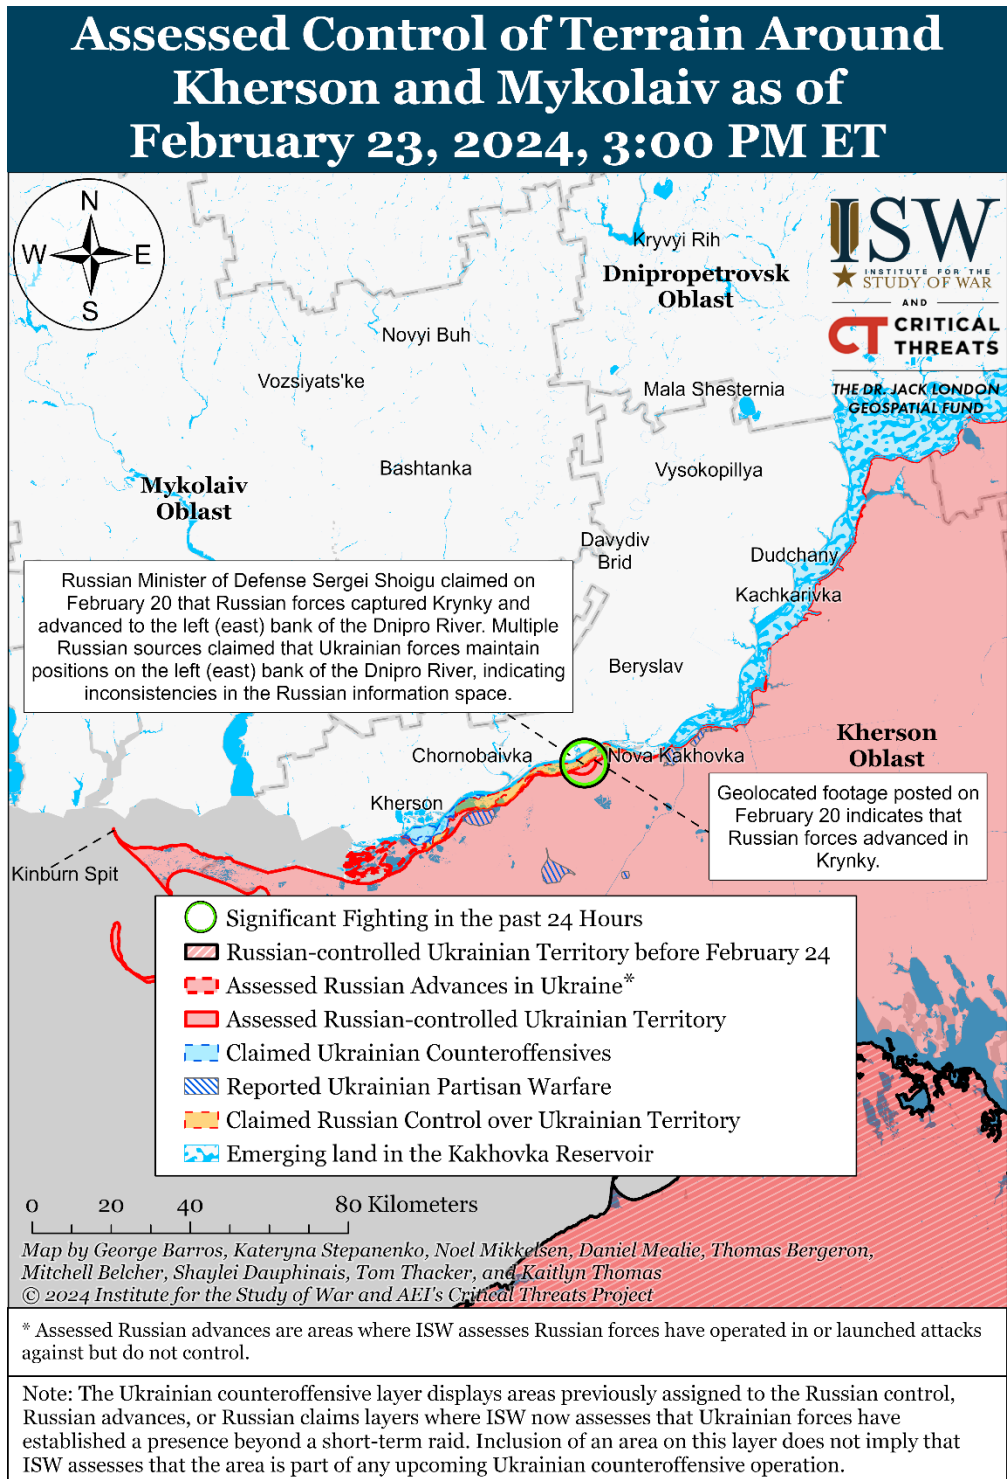 Assessed Control of Terrain Around
Kherson and Mykolaiv as of
February 23, 2024, 3:00 PM ET
N
W
E
S
ISW
INSTITUTE FOR THE
STUDY OF WAR
AND
CT CRITICAL
THREATS
THE DR. JACK LONDON
GEOSPATIAL FUND
Kryvyi Rih
Dnipropetrovsk
Oblast
Novyi Buh
Vozsiyats'ke
Mala Shesternia
Bashtanka
Vysokopillya
Mykolaiv
Oblast
Davydiv
Brid
Dudchany
Kachkarivka
Russian Minister of Defense Sergei Shoigu claimed on
February 20 that Russian forces captured Krynky and
advanced to the left (east) bank of the Dnipro River. Multiple
Russian sources claimed that Ukrainian forces maintain
positions on the left (east) bank of the Dnipro River, indicating
inconsistencies in the Russian information space.
Beryslav
Kherson
Oblast
Chornobaivka
Nova Kakhovka
Kherson
Geolocated footage posted on
February 20 indicates that
Russian forces advanced in
Krynky.
Kinburn Spit
Significant Fighting in the past 24 Hours
Russian-controlled Ukrainian Territory before February 24
Assessed Russian Advances in Ukraine*
Assessed Russian-controlled Ukrainian Territory
Claimed Ukrainian Counteroffensives
Reported Ukrainian Partisan Warfare
Claimed Russian Control over Ukrainian Territory
Emerging land in the Kakhovka Reservoir
0 20 40 80 Kilometers
Map by George Barros, Kateryna Stepanenko, Noel Mikkelsen, Daniel Mealie, Thomas Bergeron,
Mitchell Belcher, Shaylei Dauphinais, Tom Thacker, and Kaitlyn Thomas
© 2024 Institute for the Study of War and AEI's Critical Threats Project
* Assessed Russian advances are areas where ISW assesses Russian forces have operated in or launched attacks
against but do not control.
Note: The Ukrainian counteroffensive layer displays areas previously assigned to the Russian control,
Russian advances, or Russian claims layers where ISW now assesses that Ukrainian forces have
established a presence beyond a short-term raid. Inclusion of an area on this layer does not imply that
ISW assesses that the area is part of any upcoming Ukrainian counteroffensive operation.